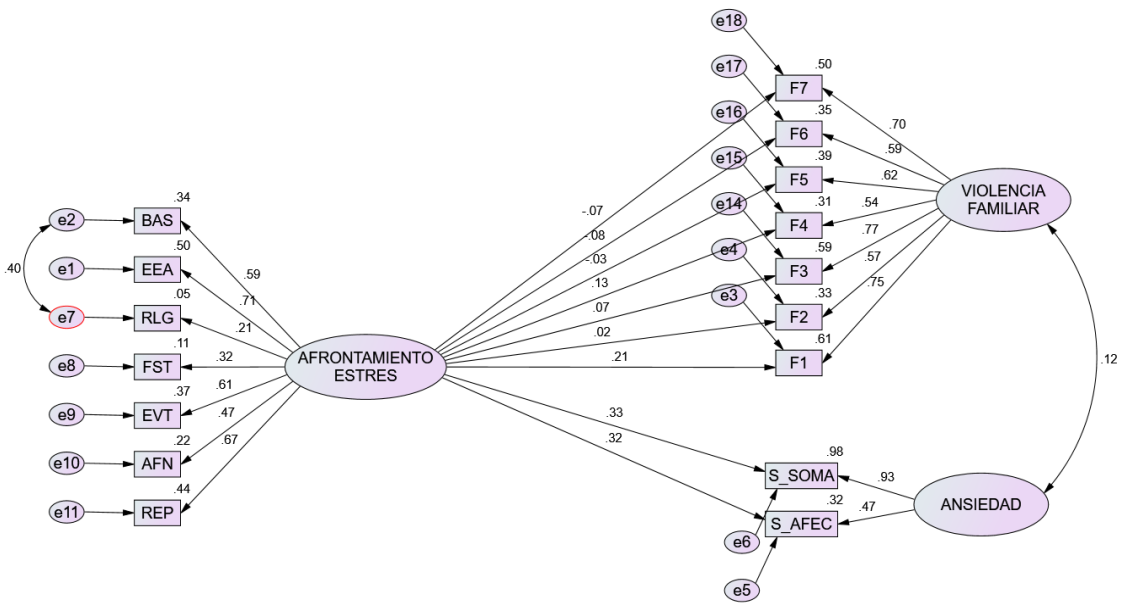 e18
.50
e17
F7
.35
.70
e16
F6
.59
.39
e15
F5
.62
.31
VIOLENCIA
FAMILIAR
.34
e2
BAS
-.07
e14
F4
.54
.59
.77
.50
-.08
e4
F3
.57
.40
e1
EEA
.59
-.03
.13
.33
.75
.05
.71
e3
F2
e7
RLG
.21
.07
.02
.61
.11
AFRONTAMIENTO
ESTRES
.21
F1
.12
e8
FST
.32
.37
.61
e9
EVT
.47
.33
.22
.67
.32
.98
e10
AFN
S_SOMA
.93
.44
.32
.47
ANSIEDAD
e11
REP
S_AFEC
e6
e5